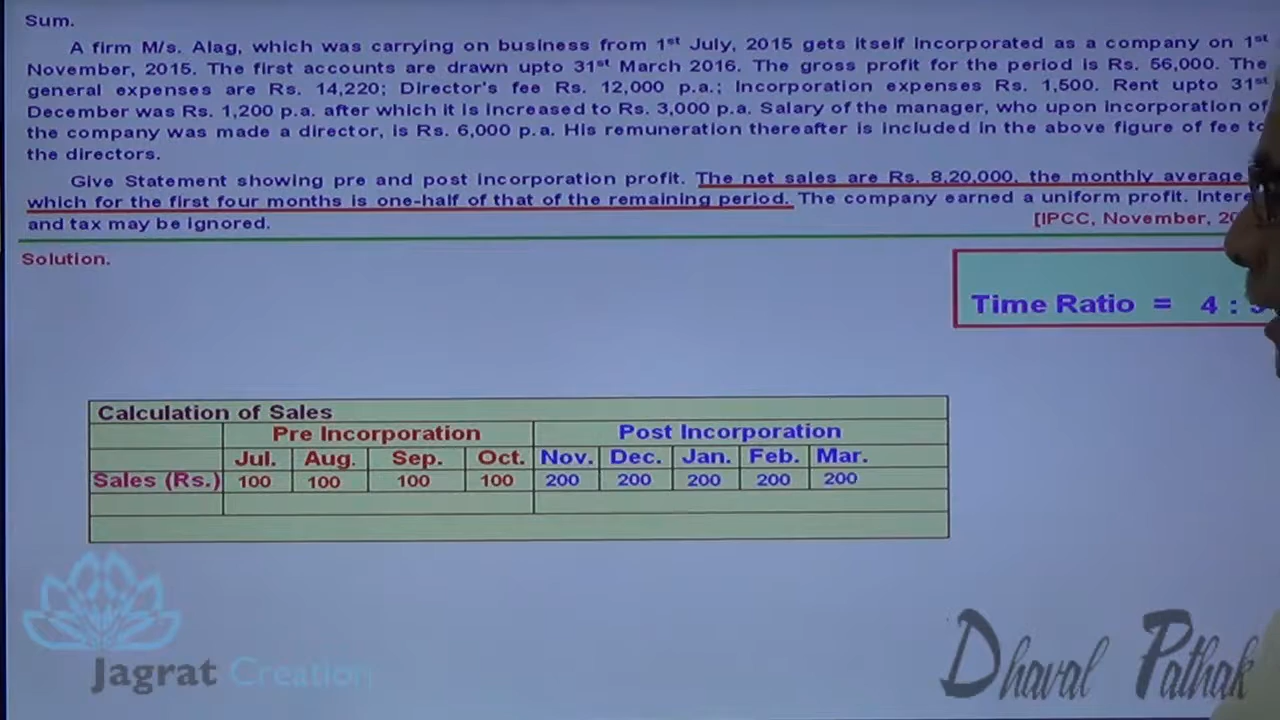 Sum.
A firm M/s. Alag, which was carrying on business from 1st July, 2015 gets itself Incorporated as a company on 1st
November, 2015. The first accounts are drawn upto 31st March 2016. The gross profit for the period is Rs. 56,000. The
general expenses are Rs. 14,220; Director's fee Rs. 12,000 p.a.; Incorporation expenses Rs. 1,500. Rent upto 31st
December was Rs. 1,200 p.a. after which it is increased to Rs. 3,000 p.a. Salary of the manager, who upon incorporation of
the company was made a director, is Rs. 6,000 p.a. His remuneration thereafter is included in the above figure of fee to
the directors.
Give Statement showing pre and post incorporation profit. The net sales are Rs. 8,20,000, the monthly average
which for the first four months is one-half of that of the remaining period. The company earned a uniform profit.
and tax may be ignored. [IPCC, November,
Solution.
Time Ratio = 4 :
Calculation of Sales
Pre Incorporation Post Incorporation
Jul. Aug. Sep. Oct. Nov. Dec. Jan. Feb. Mar.
Sales (Rs.) 100 100 100 100 200 200 200 200 200
Jagrat Creation
Dhaval Pathak